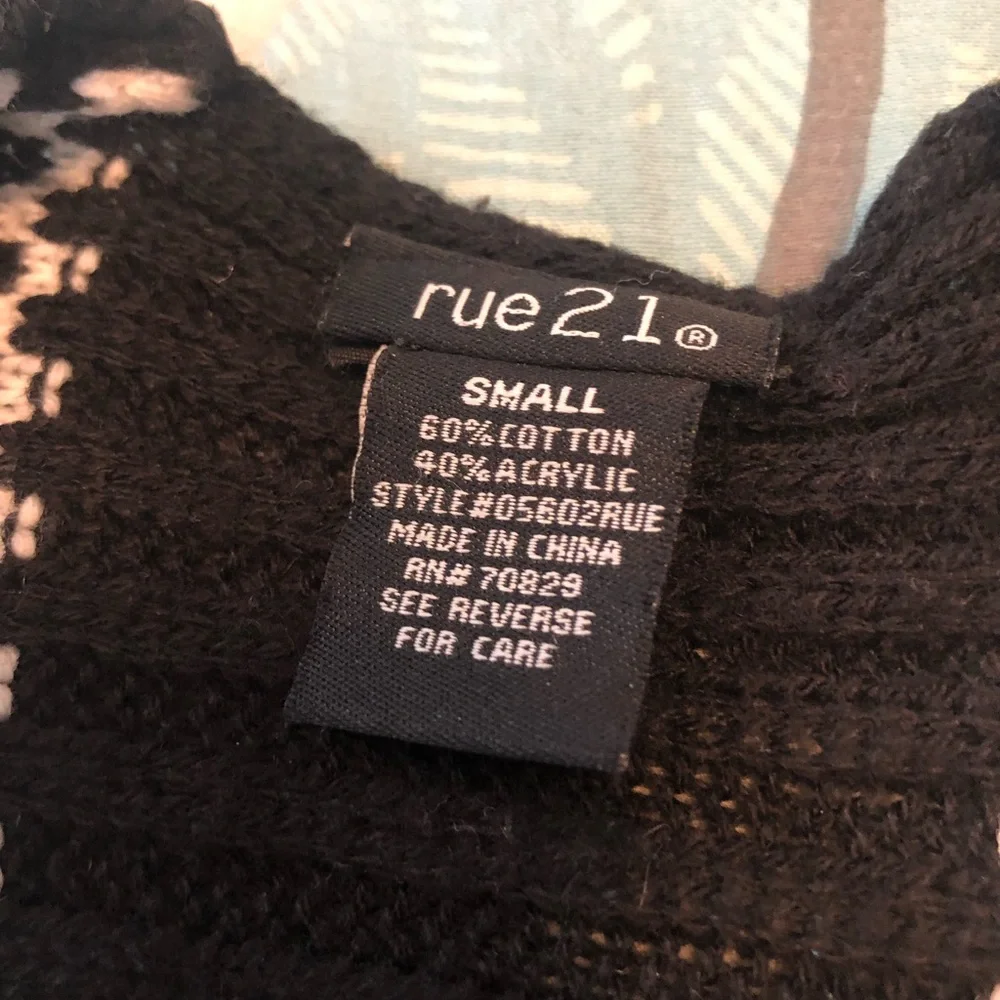 rue21®
SMALL
60%COTTON
40%ACRYLIC
STYLE#05602RUE
MADE IN CHINA
RN# 70829
SEE REVERSE
FOR CARE